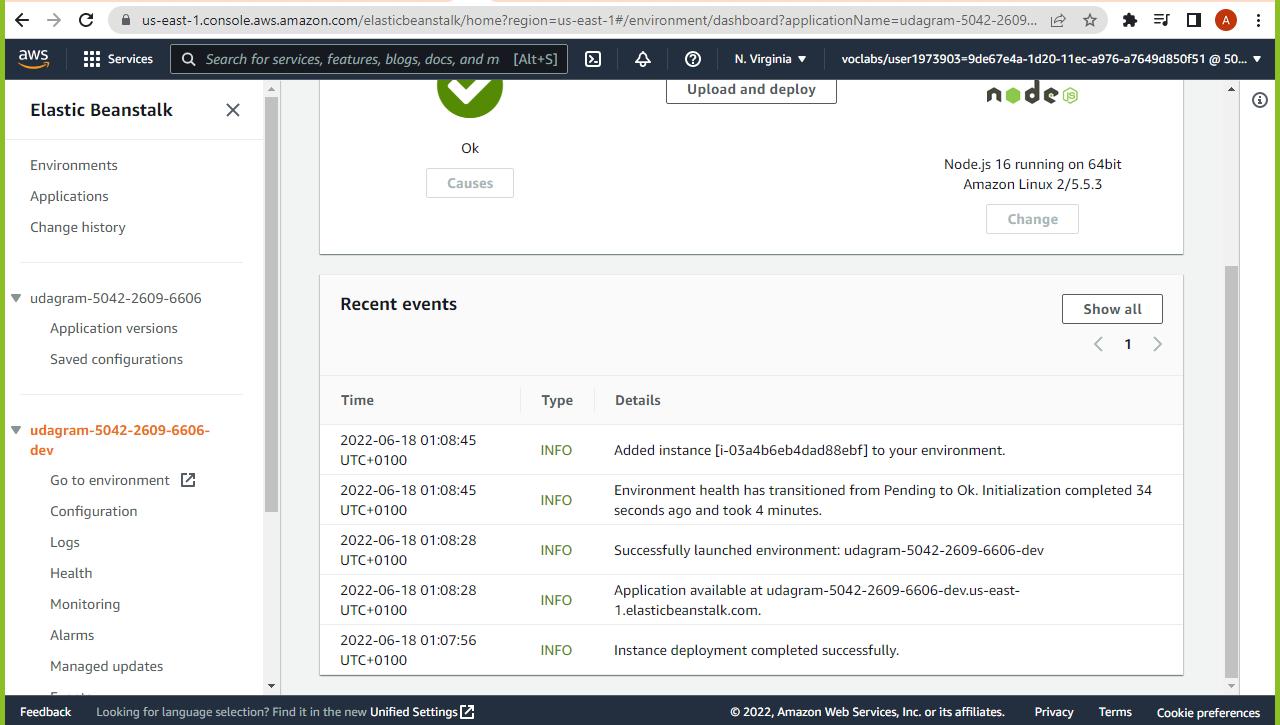 us-east-1.console.aws.amazon.com/elasticbeanstalk/home?region=us-east-1#/environment/dashboard?applicationName=udagram-5042-2609...
A
aws
Services
Search for services, features, blogs, docs, and m
[Alt+S]
N. Virginia
voclabs/user1973903=9de67e4a-1d20-11ec-a976-a7649d850f51 @ 50...
Elastic Beanstalk
Environments
Applications
Change history
udagram-5042-2609-6606
Application versions
Saved configurations
udagram-5042-2609-6606-
dev
Go to environment
Configuration
Logs
Health
Monitoring
Alarms
Managed updates
Upload and deploy
Ok
Causes
node JS
Node.js 16 running on 64bit
Amazon Linux 2/5.5.3
Change
Recent events
Show all
1
Time Type Details
2022-06-18 01:08:45
UTC+0100
INFO
Added instance [i-03a4b6eb4dad88ebf] to your environment.
2022-06-18 01:08:45
UTC+0100
INFO
Environment health has transitioned from Pending to Ok. Initialization completed 34
seconds ago and took 4 minutes.
2022-06-18 01:08:28
UTC+0100
INFO
Successfully launched environment: udagram-5042-2609-6606-dev
2022-06-18 01:08:28
UTC+0100
INFO
Application available at udagram-5042-2609-6606-dev.us-east-
1.elasticbeanstalk.com.
2022-06-18 01:07:56
UTC+0100
INFO
Instance deployment completed successfully.
Feedback
Looking for language selection? Find it in the new Unified Settings
© 2022, Amazon Web Services, Inc. or its affiliates.
Privacy
Terms
Cookie preferences